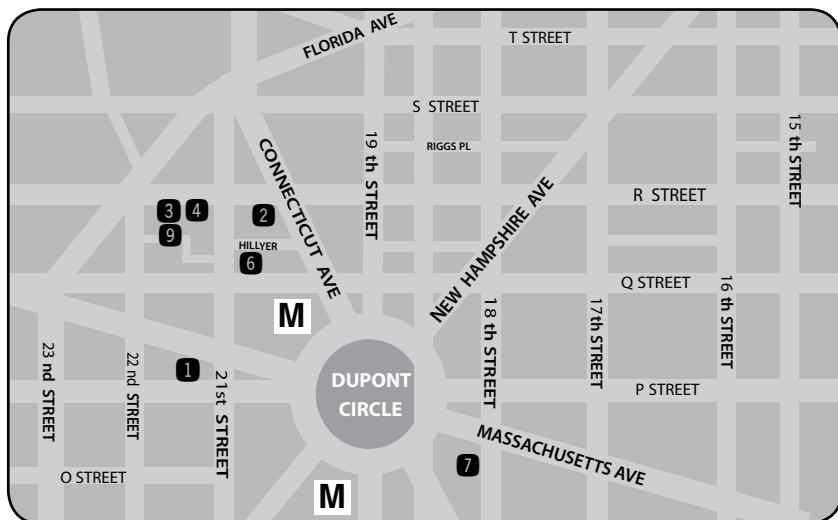 FLORIDA AVE
T STREET
S STREET
RIGGS PL
15 th STREET
19 th STREET
CONNECTICUT AVE
NEW HAMPSHIRE AVE
R STREET
3
4
2
9
HILLYER
6
Q STREET
M
16 th STREET
17th STREET
18 th STREET
23 nd STREET
22 nd STREET
1
21st STREET
DUPONT
CIRCLE
P STREET
MASSACHUSETTS AVE
7
O STREET
M